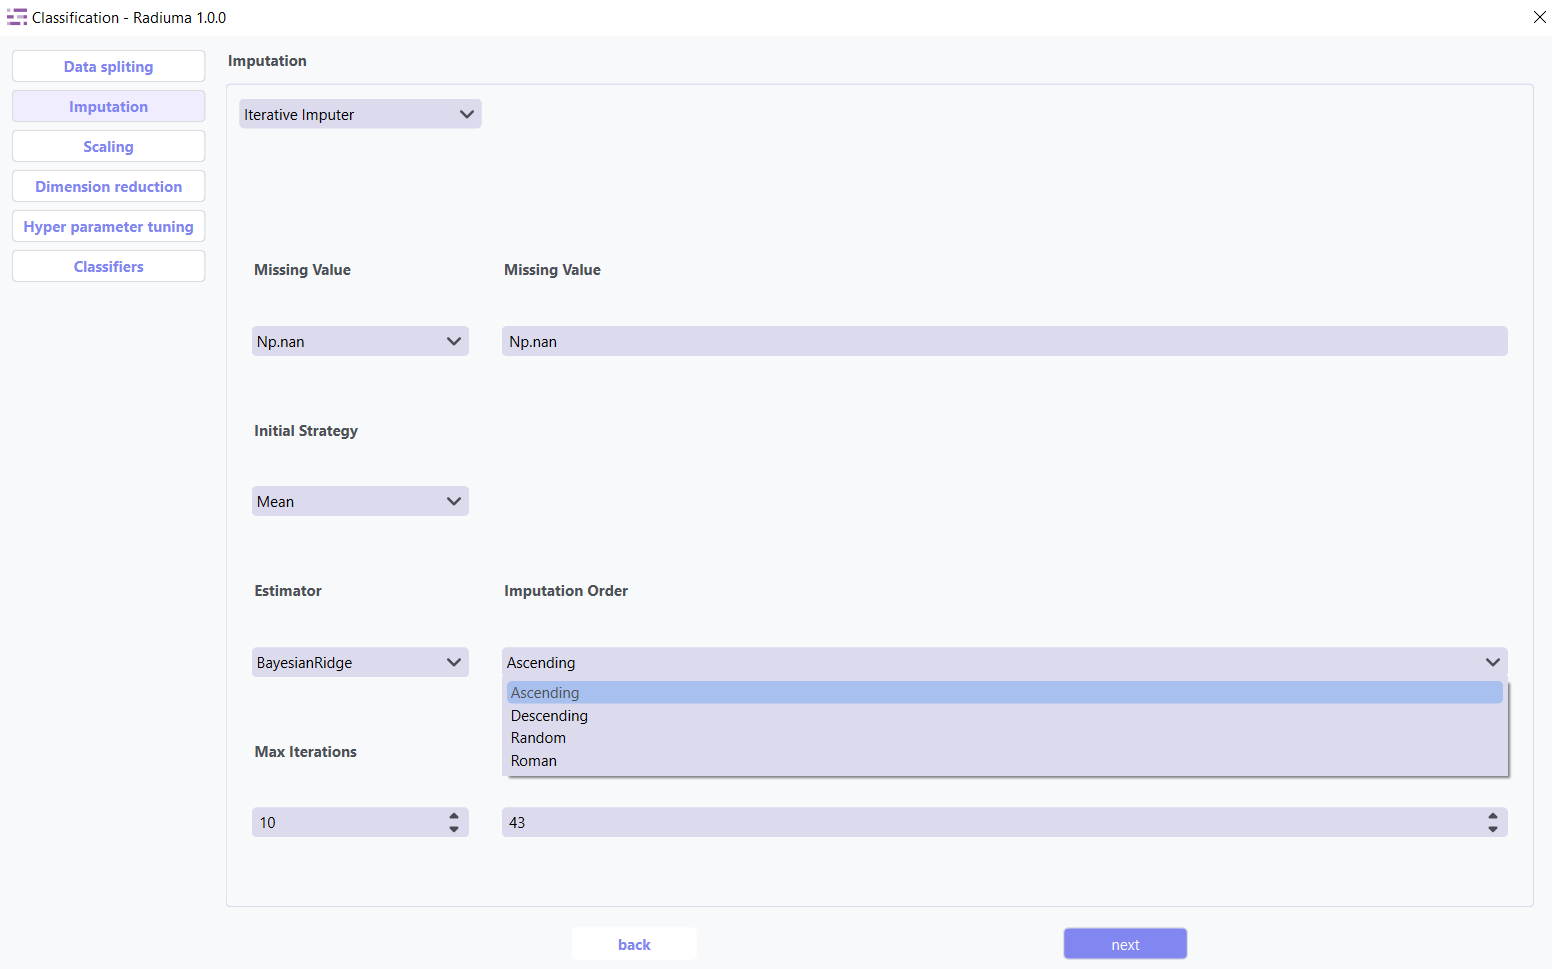 Classification - Radiuma 1.0.0
Data spliting
Imputation
Scaling
Dimension reduction
Hyper parameter tuning
Classifiers
Imputation
Iterative Imputer
Missing Value Missing Value
Np.nan Np.nan
Initial Strategy
Mean
Estimator Imputation Order
BayesianRidge Ascending
Ascending
Descending
Random
Roman
Max Iterations
10 43
back next